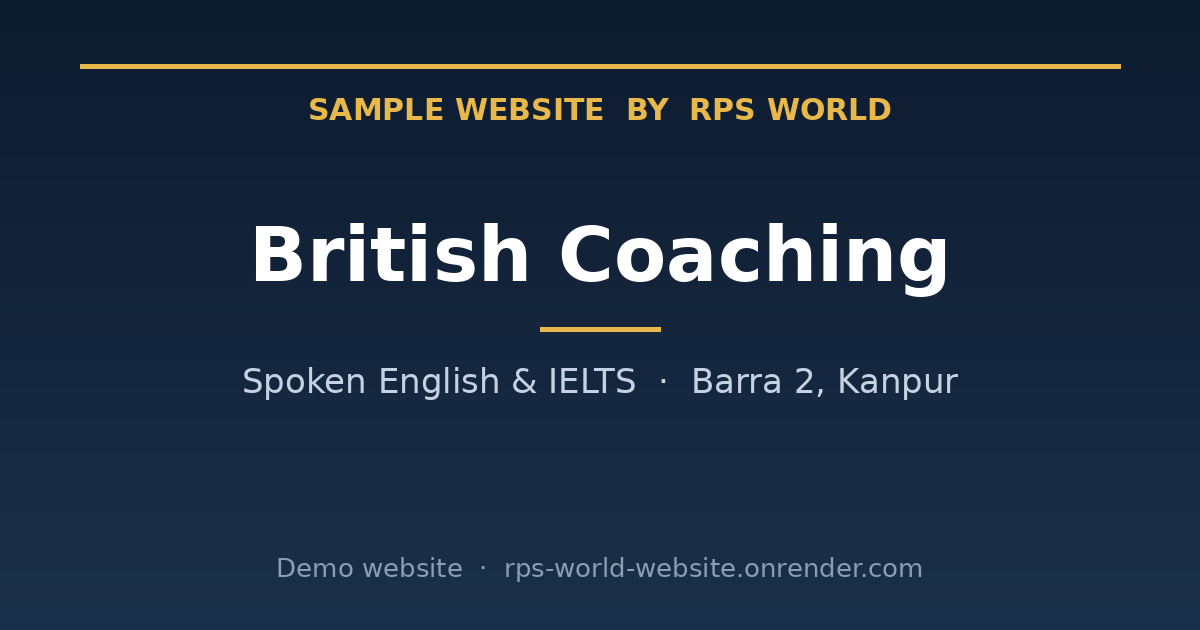 SAMPLE WEBSITE BY RPS WORLD
British Coaching
Spoken English & IELTS · Barra 2, Kanpur
Demo website · rps-world-website.onrender.com